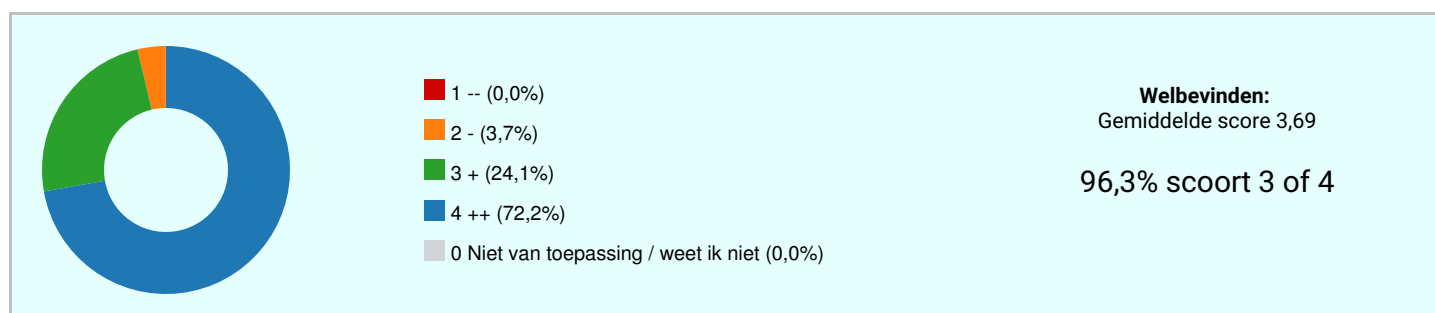 1 -- (0,0%)
2 - (3,7%)
3 + (24,1%)
4 ++ (72,2%)
0 Niet van toepassing / weet ik niet (0,0%)
Welbevinden:
Gemiddelde score 3,69
96,3% scoort 3 of 4